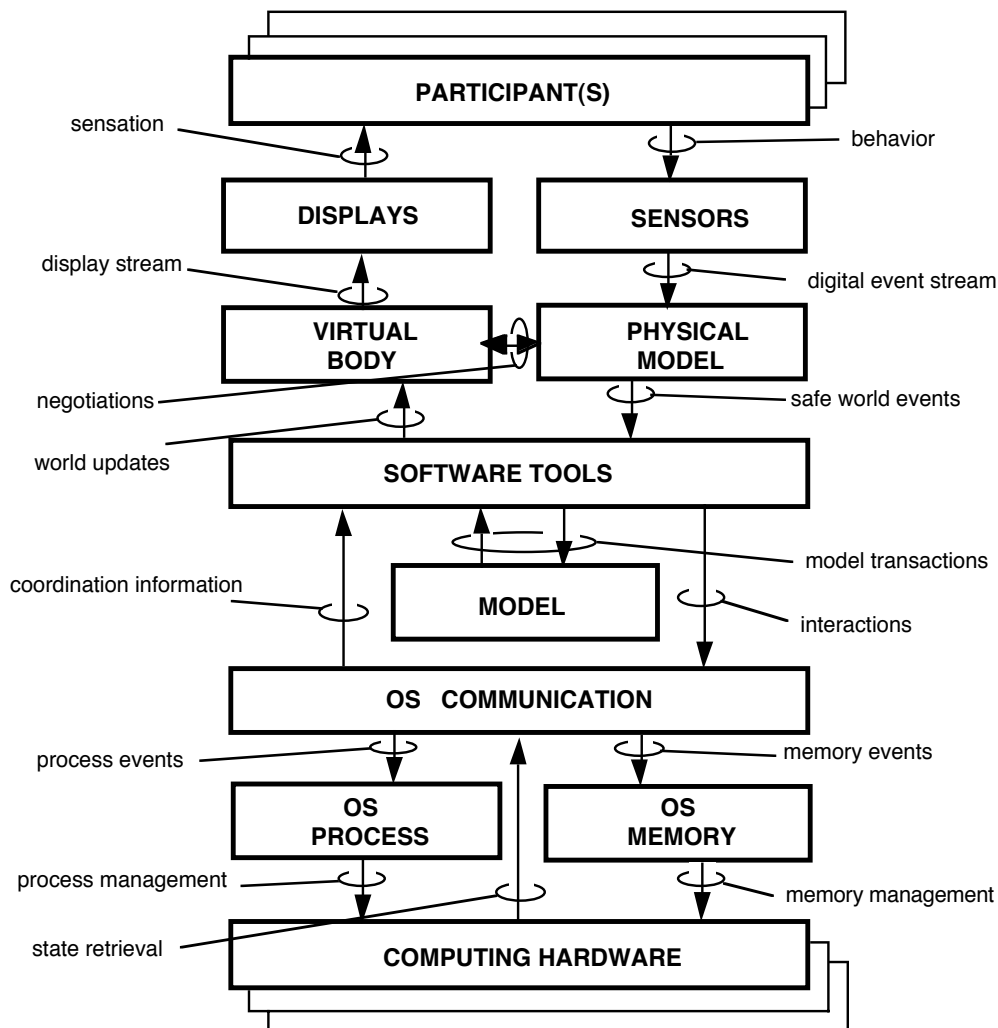 PARTICIPANT(S)
sensation
behavior
DISPLAYS
SENSORS
display stream
digital event stream
VIRTUAL
BODY
PHYSICAL
MODEL
negotiations
safe world events
world updates
SOFTWARE TOOLS
coordination information
model transactions
MODEL
interactions
OS COMMUNICATION
process events
memory events
OS
PROCESS
OS
MEMORY
process management
memory management
state retrieval
COMPUTING HARDWARE